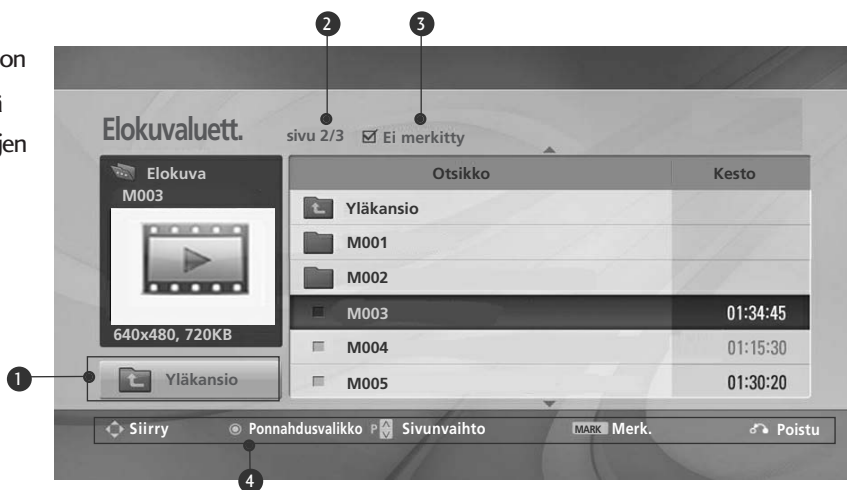 2 3
on
jen
Elokuvaluett. sivu 2/3 Ei merkitty
Elokuva
M003
640x480, 720KB
1
Yläkansio
Otsikko Kesto
Yläkansio
M001
M002
M003 01:34:45
M004 01:15:30
M005 01:30:20
Siirry Ponnahdusvalikko P Sivunvaihto MARK Merk. Poistu
4